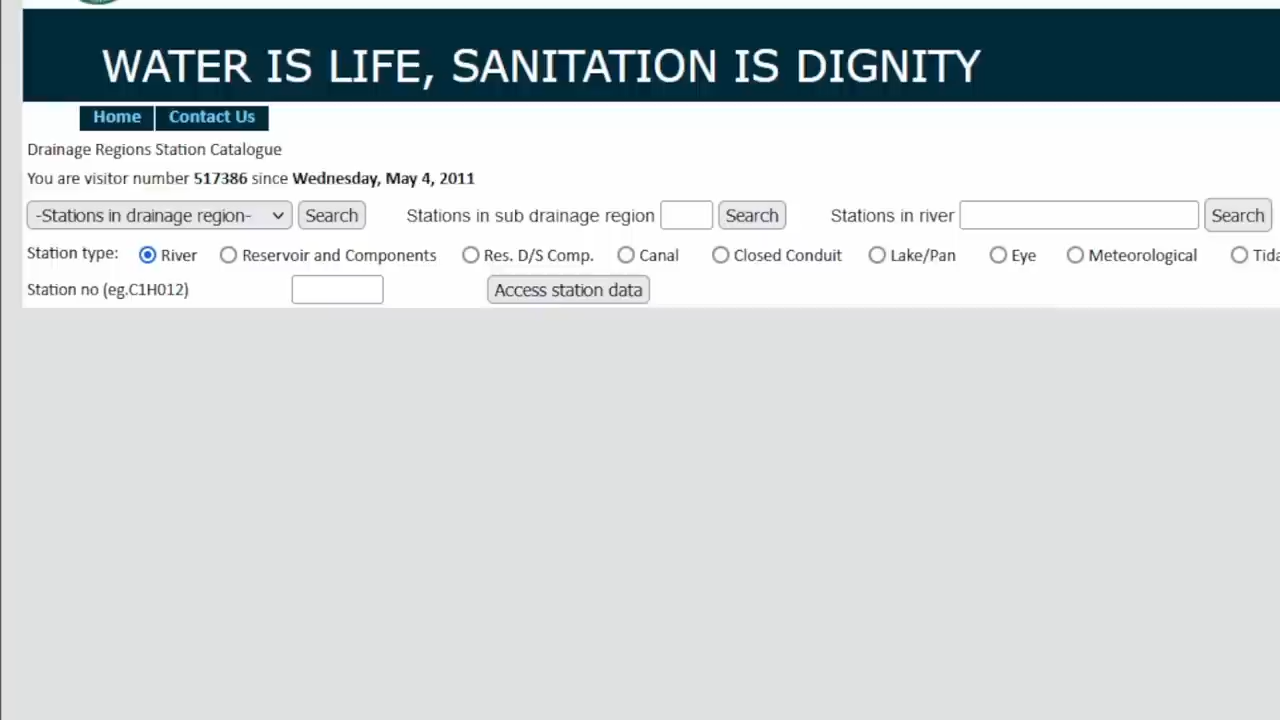 WATER IS LIFE, SANITATION IS DIGNITY
Home Contact Us
Drainage Regions Station Catalogue
You are visitor number 517386 since Wednesday, May 4, 2011
-Stations in drainage region- Search Stations in sub drainage region Search Stations in river Search
Station type: River Reservoir and Components Res. D/S Comp. Canal Closed Conduit Lake/Pan Eye Meteorological
Station no (eg.C1H012) Access station data